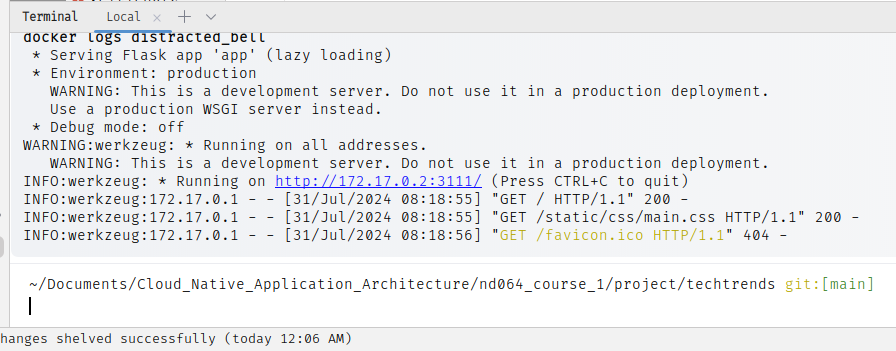 Terminal Local
docker logs distracted_bell
* Serving Flask app 'app' (lazy loading)
* Environment: production
WARNING: This is a development server. Do not use it in a production deployment.
Use a production WSGI server instead.
* Debug mode: off
WARNING:werkzeug: * Running on all addresses.
WARNING: This is a development server. Do not use it in a production deployment.
INFO:werkzeug: * Running on http://172.17.0.2:3111/ (Press CTRL+C to quit)
INFO:werkzeug:172.17.0.1 - - [31/Jul/2024 08:18:55] "GET / HTTP/1.1" 200 -
INFO:werkzeug:172.17.0.1 - - [31/Jul/2024 08:18:55] "GET /static/css/main.css HTTP/1.1" 200 -
INFO:werkzeug:172.17.0.1 - - [31/Jul/2024 08:18:56] "GET /favicon.ico HTTP/1.1" 404 -
~/Documents/Cloud_Native_Application_Architecture/nd064_course_1/project/techtrends git:[main]
hanges shelved successfully (today 12:06 AM)